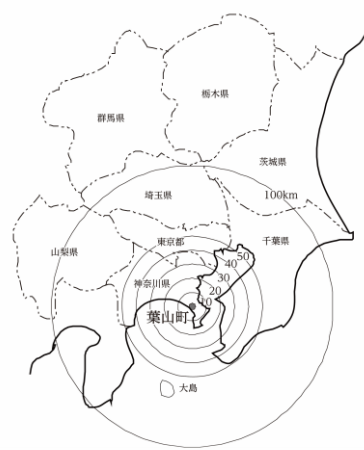 栃木県
群馬県
茨城県
埼玉県
100km
東京都
千葉県
山梨県
50
40
30
神奈川県
20
10
葉山町
大島